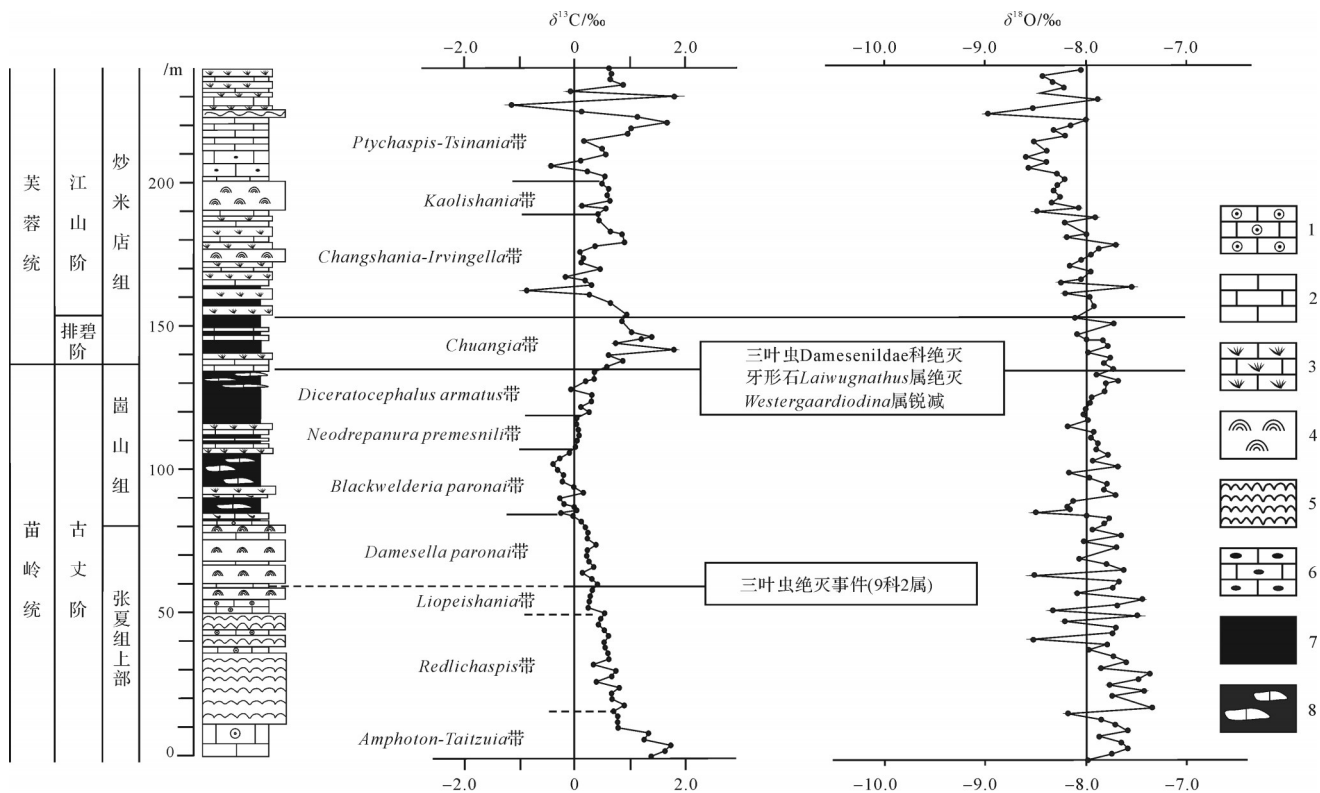 δ13C/‰
δ18O/‰
−2.0 0 2.0
−10.0 −9.0 −8.0 −7.0
/m
200
150
100
50
0
芙蓉统
苗岭统
江山阶
排碧阶
古丈阶
炒米店组
崮山组
张夏组上部
Ptychaspis-Tsinania带
Kaolishania带
Changshania-Irvingella带
Chuangia带
Diceratocephalus armatus带
Neodrepanura premesnili带
Blackwelderia paronai带
Damesella paronai带
Liopeishania带
Redlichaspis带
Amphoton-Taitzuia带
三叶虫Damesenildae科绝灭
牙形石Laiwugnathus属绝灭
Westergaardiodina属锐减
三叶虫绝灭事件(9科2属)
1
2
3
4
5
6
7
8
−2.0 0 2.0
−10.0 −9.0 −8.0 −7.0